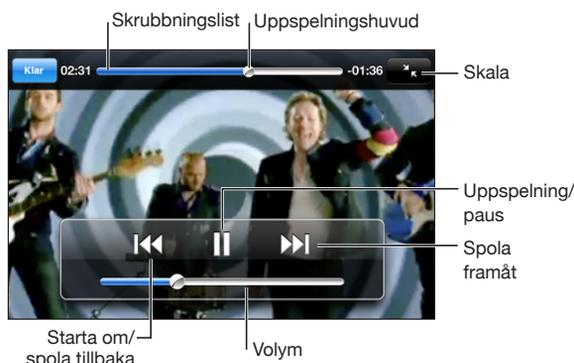 Skrubbningslist
Uppspelningshuvud
Klar
02:31
-01:36
Skala
Uppspelning/
paus
Spola
framåt
Starta om/
spola tillbaka
Volym